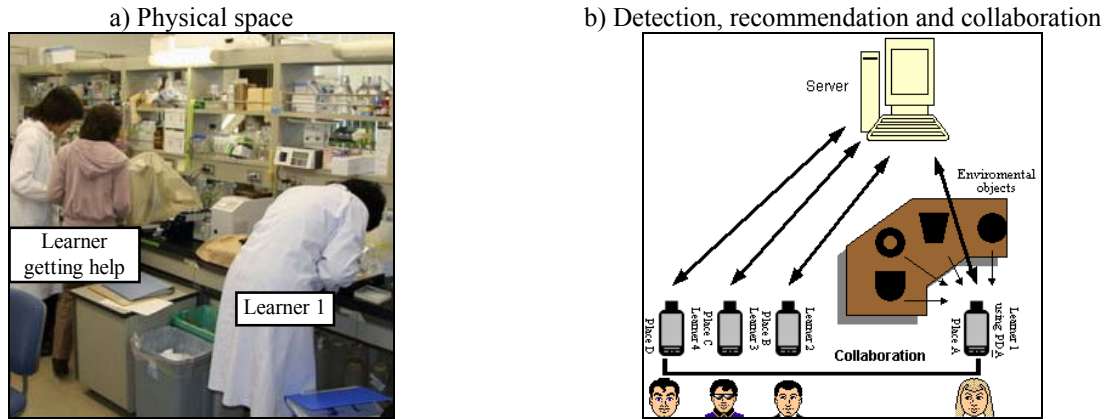 a) Physical space
b) Detection, recommendation and collaboration
Learner
getting help
Learner 1
Server
Enviromental
objects
Learner 4
Place D
Learner 3
Place C
Learner 2
Place B
Learner 1
using PDA
Place A
Collaboration